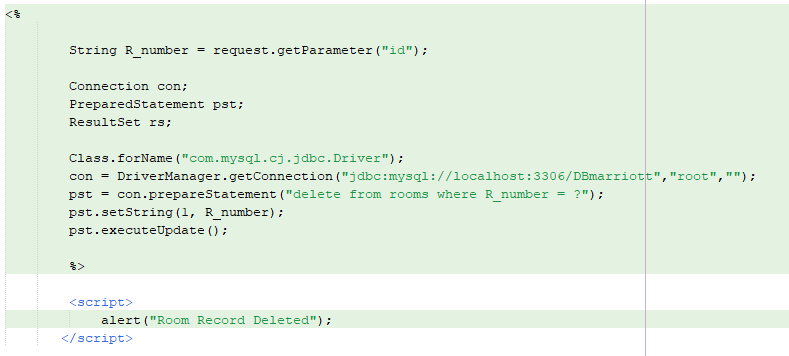 <%
String R_number = request.getParameter("id");
Connection con;
PreparedStatement pst;
ResultSet rs;
Class.forName("com.mysql.cj.jdbc.Driver");
con = DriverManager.getConnection("jdbc:mysql://localhost:3306/DBmarriott","root","");
pst = con.prepareStatement("delete from rooms where R_number = ?");
pst.setString(1, R_number);
pst.executeUpdate();
%>
<script>
alert("Room Record Deleted");
</script>